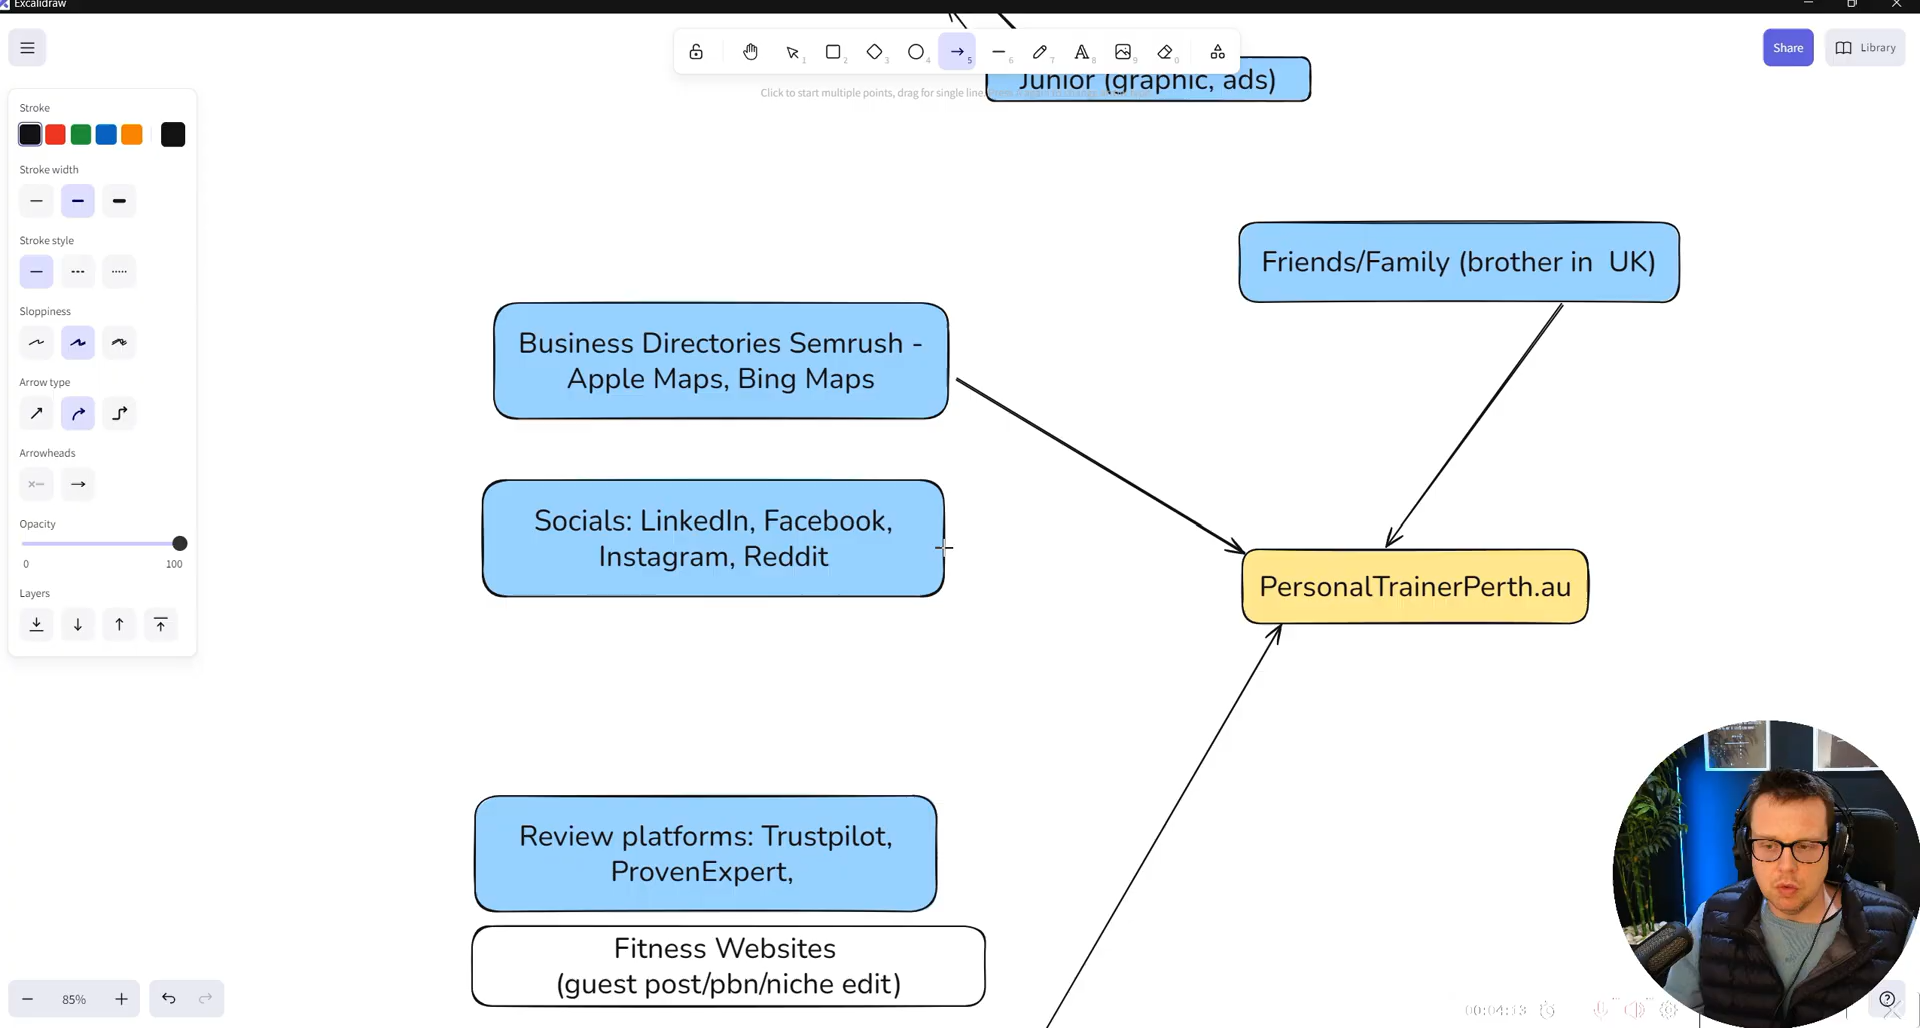 Excalidraw
Share
Library
Junior (graphic, ads)
Click to start multiple points, drag for single line.
Stroke
Stroke width
Stroke style
Sloppiness
Arrow type
Arrowheads
Opacity
0 100
Layers
Friends/Family (brother in UK)
Business Directories Semrush -
Apple Maps, Bing Maps
Socials: LinkedIn, Facebook,
Instagram, Reddit
PersonalTrainerPerth.au
Review platforms: Trustpilot,
ProvenExpert,
Fitness Websites
(guest post/pbn/niche edit)
85%
00:04:13